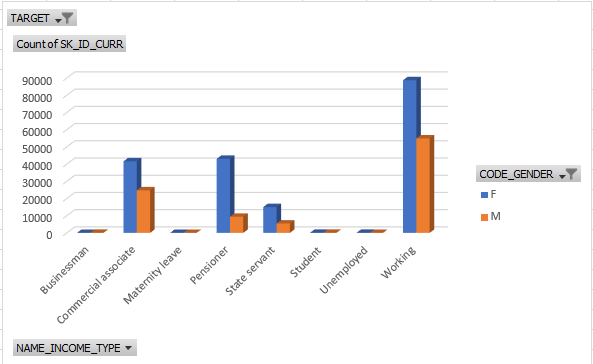 TARGET
Count of SK_ID_CURR
90000
80000
70000
60000
50000
40000
30000
20000
10000
0
Businessman
Commercial associate
Maternity leave
Pensioner
State servant
Student
Unemployed
Working
CODE_GENDER
F
M
NAME_INCOME_TYPE